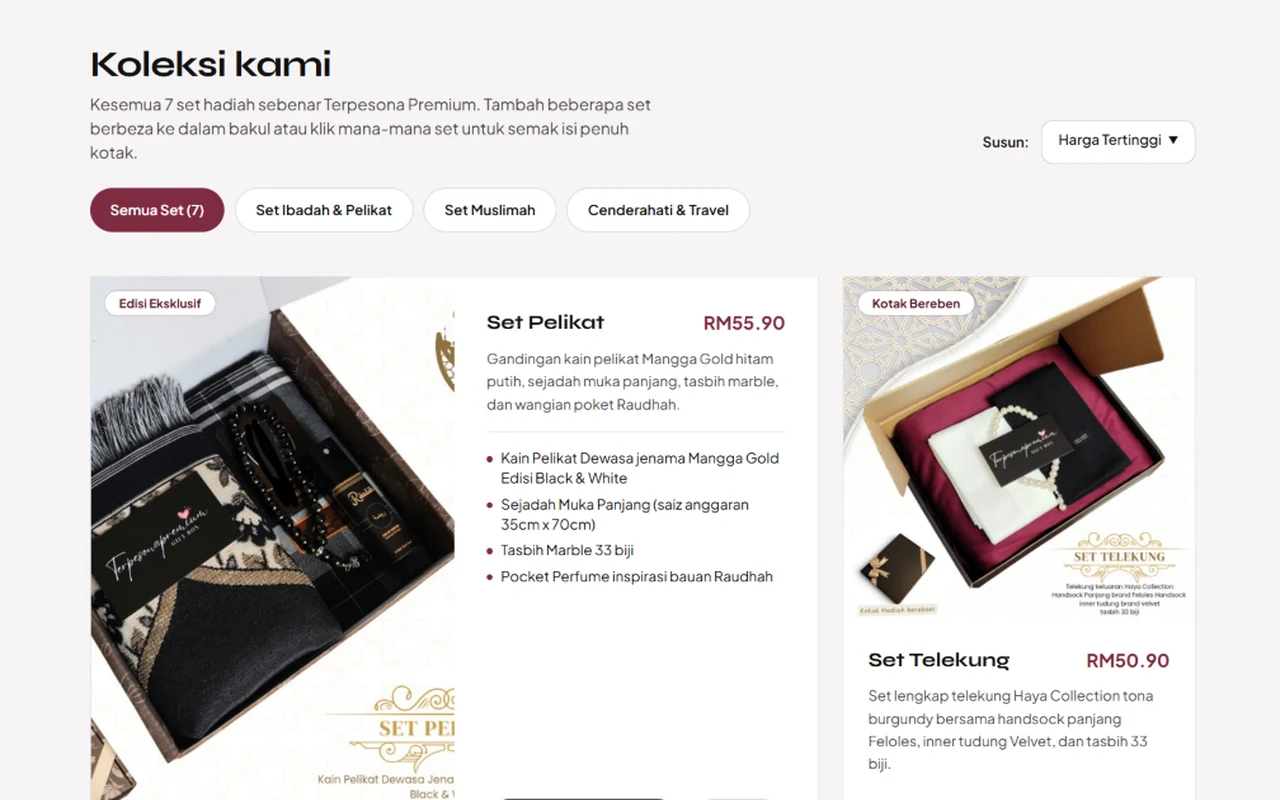 Koleksi kami
Kesemua 7 set hadiah sebenar Terpesona Premium. Tambah beberapa set
berbeza ke dalam bakul atau klik mana-mana set untuk semak isi penuh
kotak.
Susun:
Harga Tertinggi ▼
Semua Set (7)
Set Ibadah & Pelikat
Set Muslimah
Cenderahati & Travel
Edisi Eksklusif
Terpesonapremium
GIFT BOX
SET PE
Kain Pelikat Dewasa Jena
Black & W
Set Pelikat
RM55.90
Gandingan kain pelikat Mangga Gold hitam
putih, sejadah muka panjang, tasbih marble,
dan wangian poket Raudhah.
Kain Pelikat Dewasa jenama Mangga Gold
Edisi Black & White
Sejadah Muka Panjang (saiz anggaran
35cm x 70cm)
Tasbih Marble 33 biji
Pocket Perfume inspirasi bauan Raudhah
Kotak Bereben
Terpesonapremium
GIFT BOX
SET TELEKUNG
Telekung keluaran Haya Collection
Handsock Panjang brand Feloles Handsock
inner tudung brand velvet
tasbih 33 biji
Kotak Hadiah bereben!
Set Telekung
RM50.90
Set lengkap telekung Haya Collection tona
burgundy bersama handsock panjang
Feloles, inner tudung Velvet, dan tasbih 33
biji.